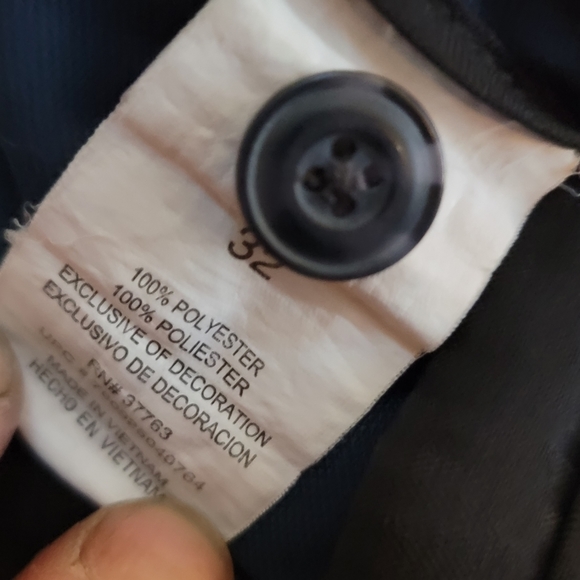 32
100% POLYESTER
100% POLIESTER
EXCLUSIVE OF DECORATION
EXCLUSIVO DE DECORACION
RN# 37763
MADE IN VIETNAM
HECHO EN VIETNAM